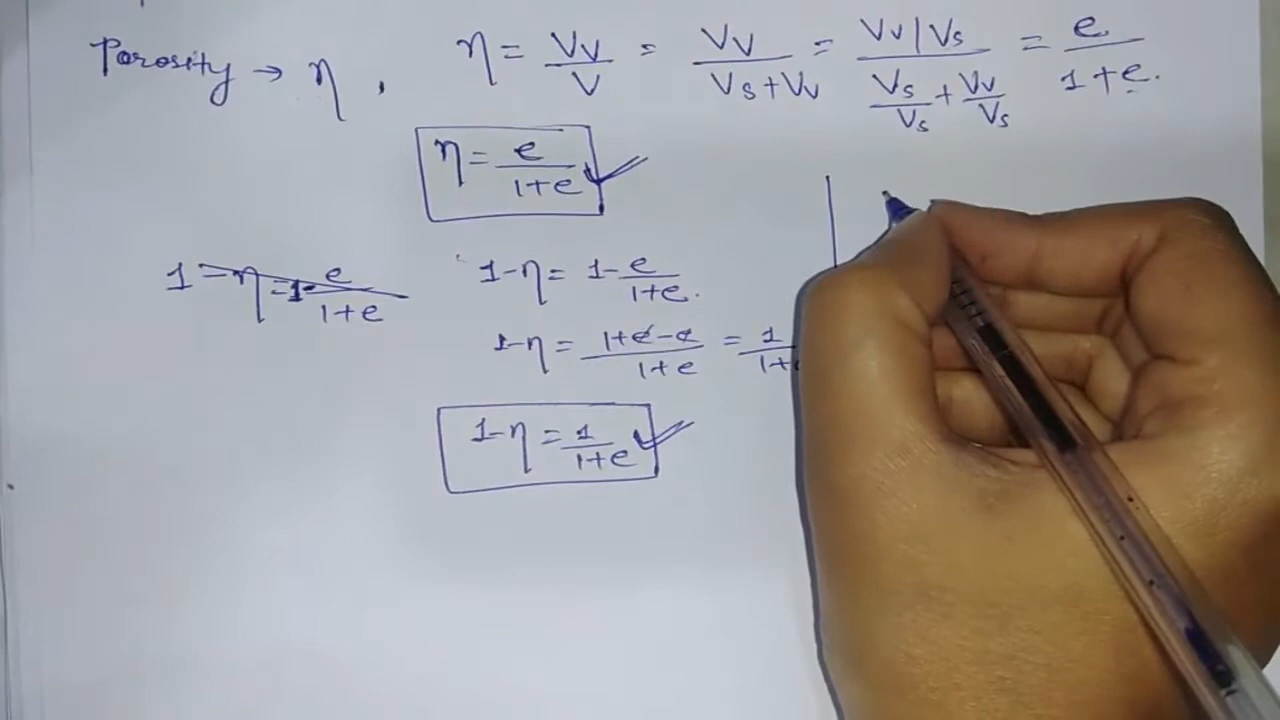 Porosity → η , η = Vv/V = Vv/(Vs+Vv) = (Vv/Vs)/(Vs/Vs + Vv/Vs) = e/(1+e).
η = e/(1+e)
1 = η = 1- e/(1+e)
1-η = 1- e/(1+e).
1-η = (1+e-e)/(1+e) = 1/(1+
1-η = 1/(1+e)